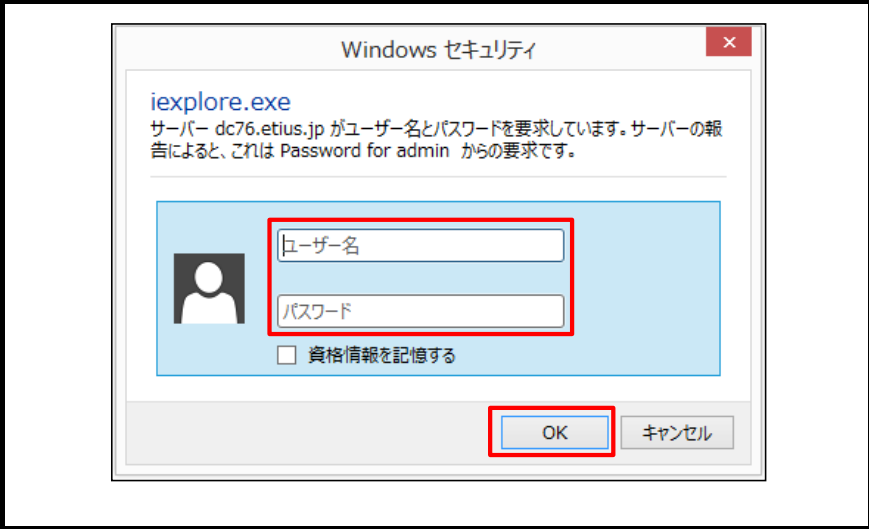 Windows セキュリティ
iexplore.exe
サーバー dc76.etius.jp がユーザー名とパスワードを要求しています。サーバーの報
告によると、これは Password for admin からの要求です。
ユーザー名
パスワード
資格情報を記憶する
OK
キャンセル